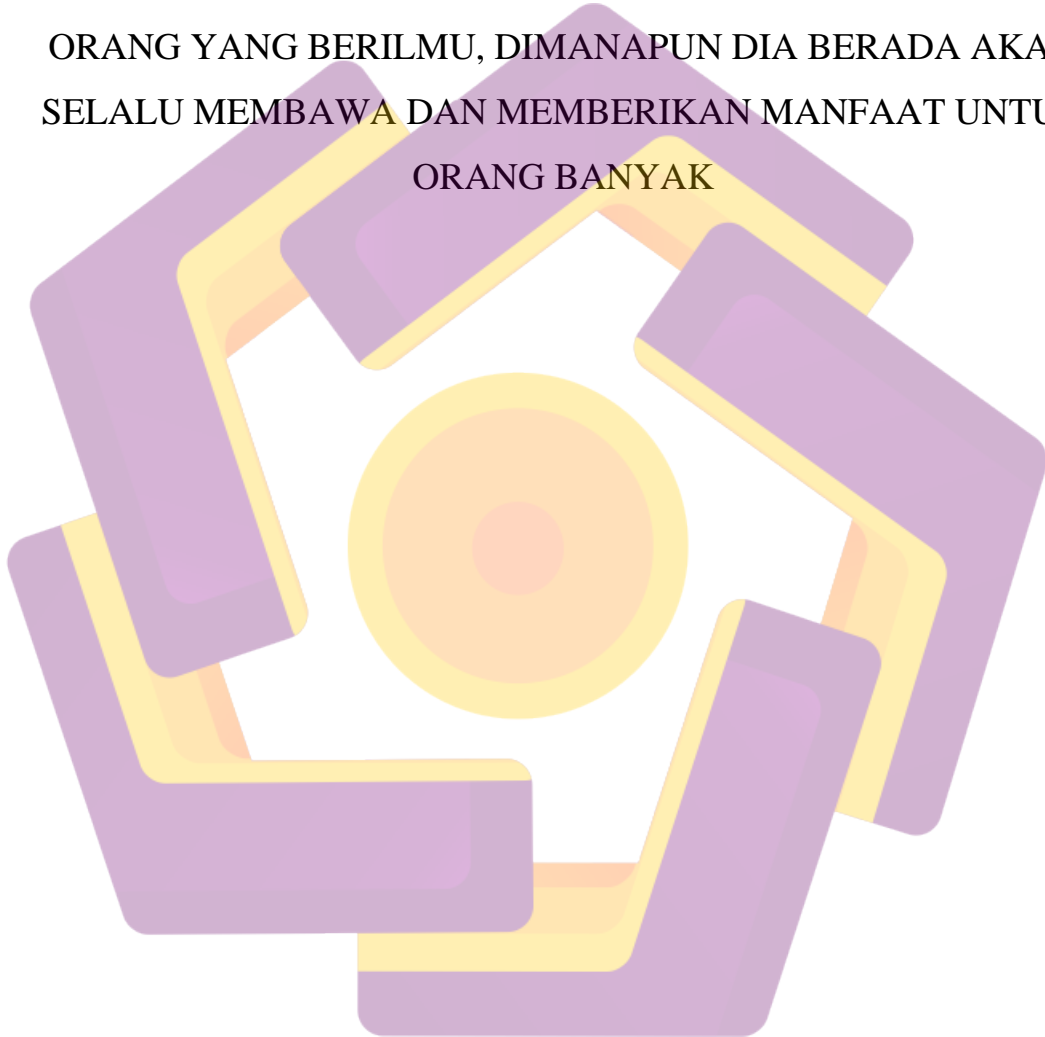 ORANG YANG BERILMU, DIMANAPUN DIA BERADA AKA
SELALU MEMBAWA DAN MEMBERIKAN MANFAAT UNTU
ORANG BANYAK